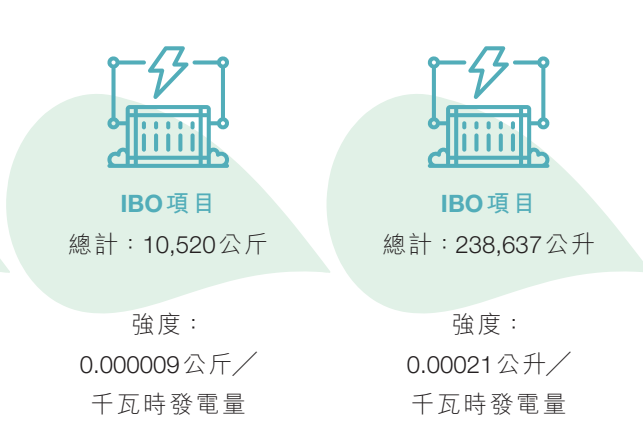 IBO項目
總計：10,520公斤
強度：
0.000009公斤／
千瓦時發電量
IBO項目
總計：238,637公升
強度：
0.00021公升／
千瓦時發電量